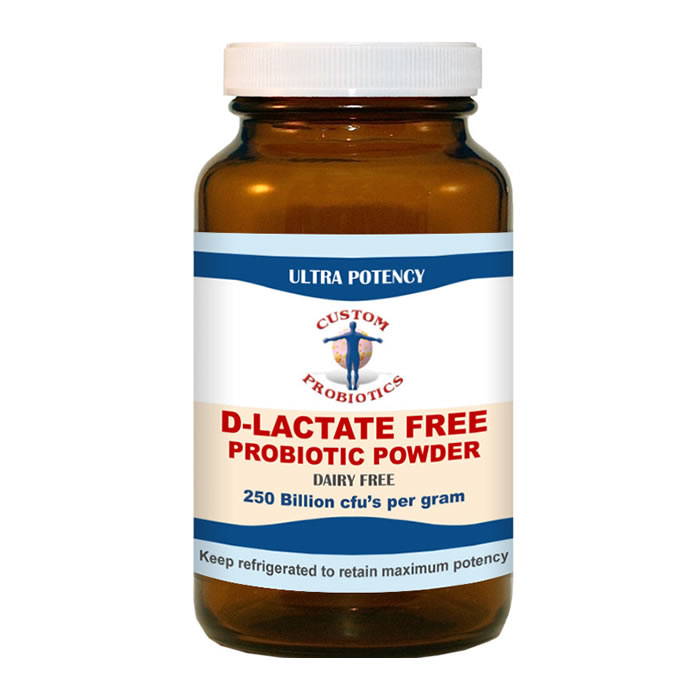 ULTRA POTENCY
CUSTOM
PROBIOTICS
D-LACTATE FREE
PROBIOTIC POWDER
DAIRY FREE
250 Billion cfu's per gram
Keep refrigerated to retain maximum potency